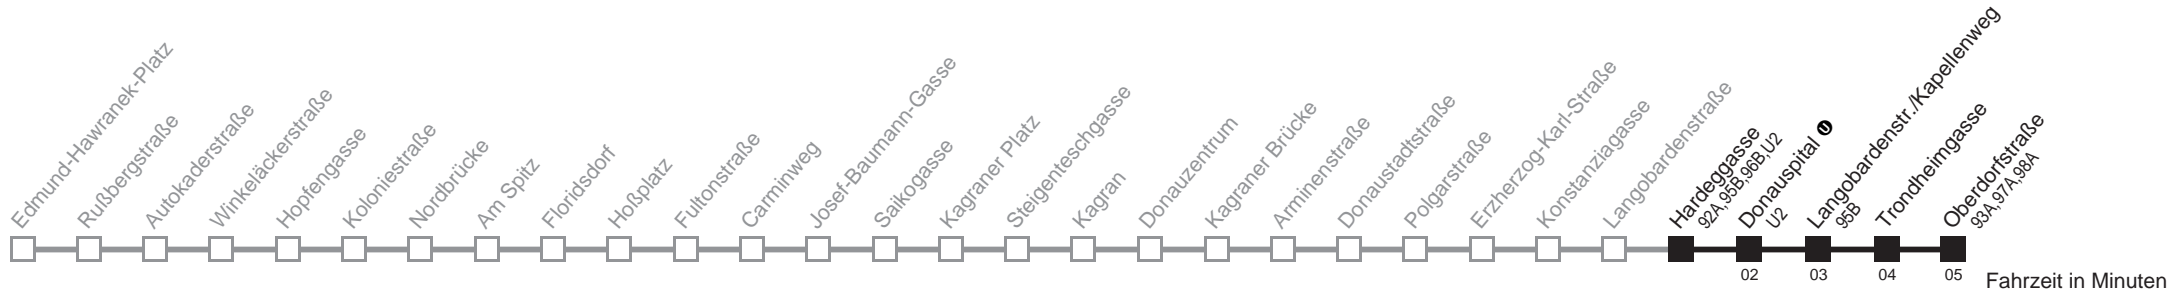 Edmund-Hawranek-Platz
Rußbergstraße
Autokaderstraße
Winkeläckerstraße
Hopfengasse
Koloniestraße
Nordbrücke
Am Spitz
Floridsdorf
Hoßplatz
Fultonstraße
Carminweg
Josef-Baumann-Gasse
Saikogasse
Kagraner Platz
Steigenteschgasse
Kagran
Donauzentrum
Kagraner Brücke
Arminenstraße
Donaustadtstraße
Polgarstraße
Erzherzog-Karl-Straße
Konstanziagasse
Langobardenstraße
Hardeggasse
92A,95B,96B,U2
Donauspital U
U2
Langobardenstr./Kapellenweg
95B
Trondheimgasse
Oberdorfstraße
93A,97A,98A
02
03
04
05
Fahrzeit in Minuten